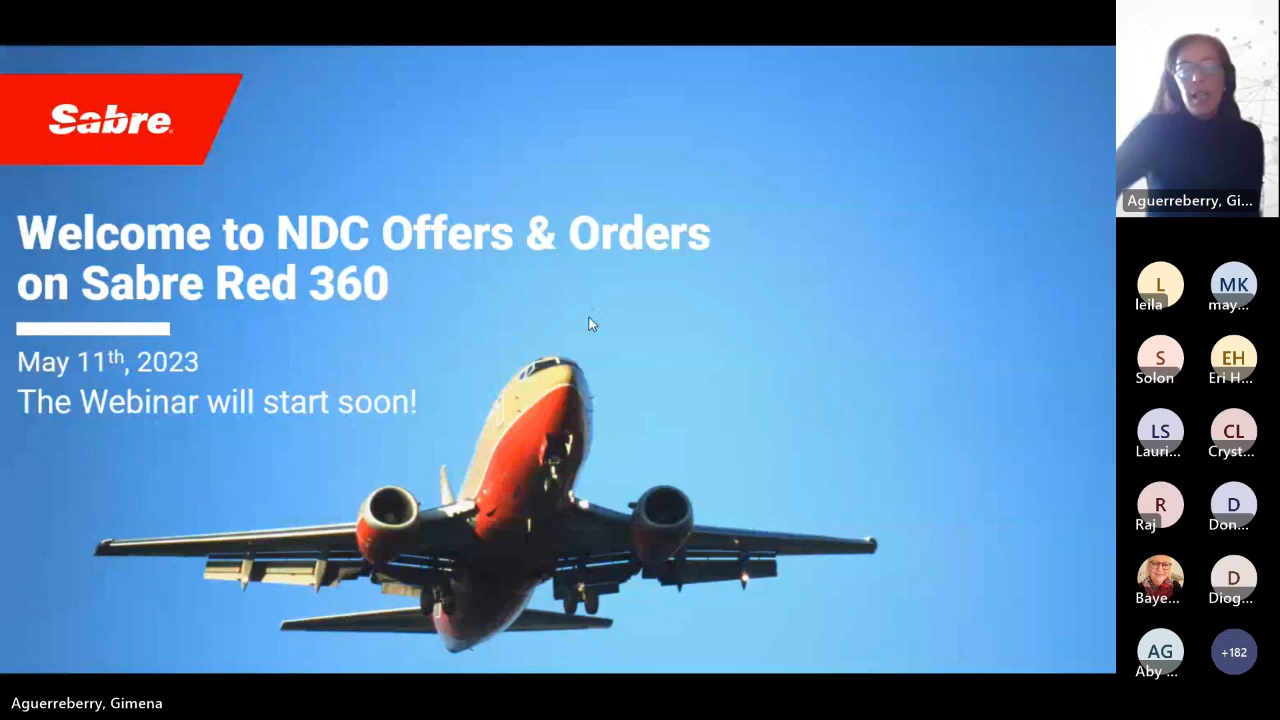 Sabre
Welcome to NDC Offers & Orders
on Sabre Red 360
May 11th, 2023
The Webinar will start soon!
Aguerreberry, Gimena
Aguerreberry, Gi...
L
MK
leila
may...
S
EH
Solon
Eri H...
LS
CL
Lauri...
Cryst...
R
D
Raj
Don...
D
Baye...
Diog...
AG
+182
Aby ...